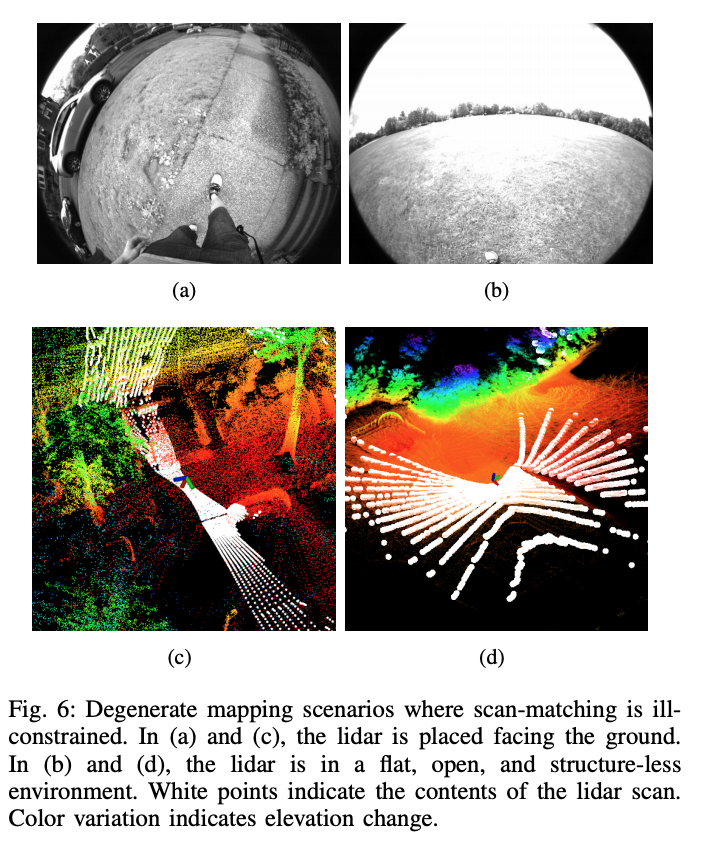 (a)
(b)
(c)
(d)
Fig. 6: Degenerate mapping scenarios where scan-matching is ill-
constrained. In (a) and (c), the lidar is placed facing the ground.
In (b) and (d), the lidar is in a flat, open, and structure-less
environment. White points indicate the contents of the lidar scan.
Color variation indicates elevation change.